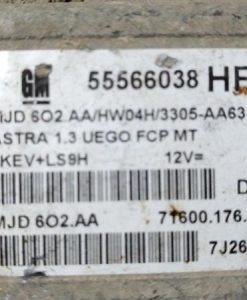 GM 55566038 HE
MJD 6O2.AA/HW04H/3305-AA63
ASTRA 1.3 UEGO FCP MT
KEV+LS9H 12V=
D
MJD 6O2.AA 71600.176.
7J26